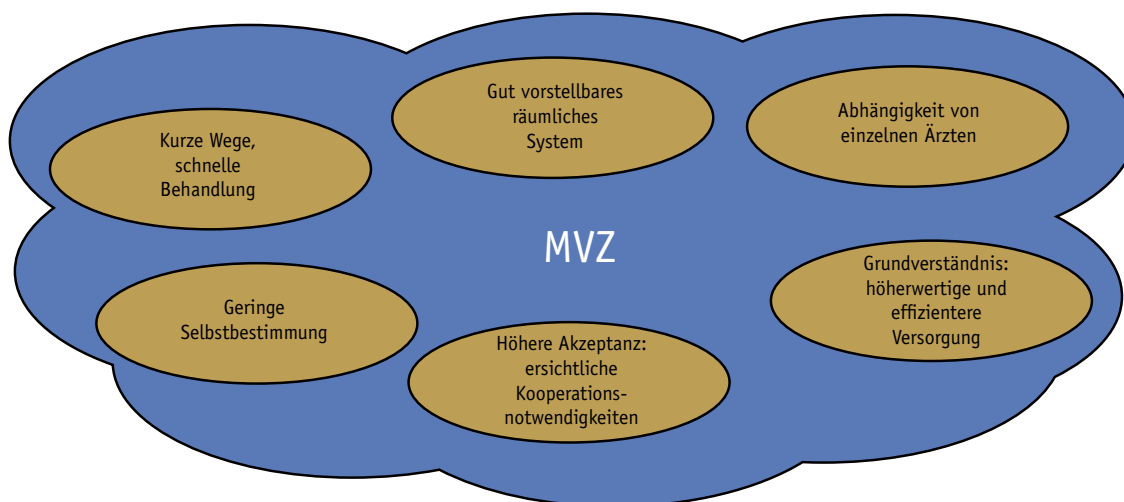 Kurze Wege,
schnelle
Behandlung
Gut vorstellbares
räumliches
System
Abhängigkeit von
einzelnen Ärzten
MVZ
Geringe
Selbstbestimmung
Höhere Akzeptanz:
ersichtliche
Kooperations-
notwendigkeiten
Grundverständnis:
höherwertige und
effizientere
Versorgung